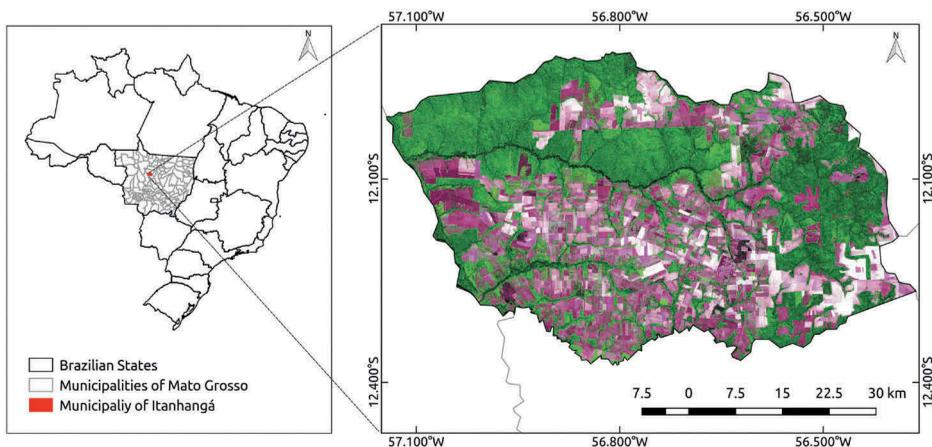 N
Brazilian States
Municipalities of Mato Grosso
Municipaliy of Itanhangá
57.100°W 56.800°W 56.500°W
N
12.100°S 12.100°S
12.400°S 12.400°S
7.5 0 7.5 15 22.5 30 km
57.100°W 56.800°W 56.500°W